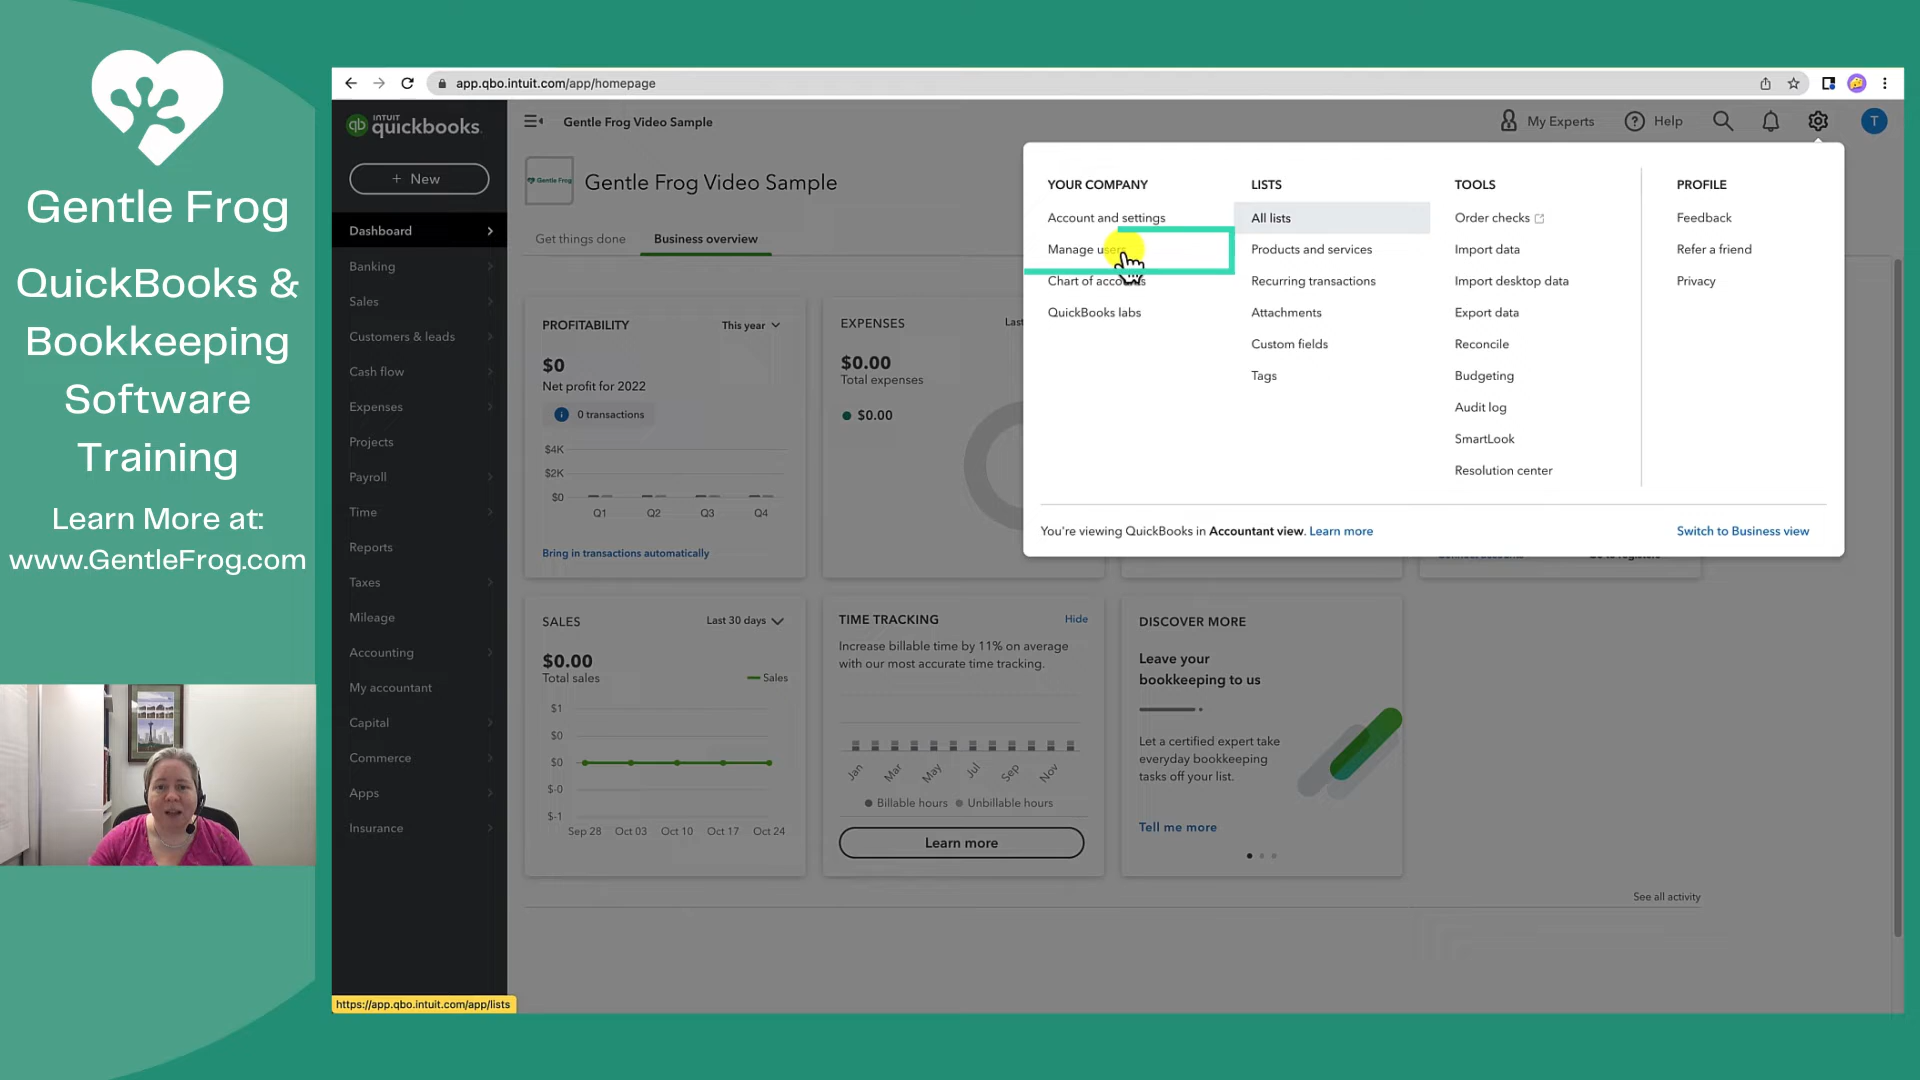 Gentle Frog
QuickBooks &
Bookkeeping
Software
Training
Learn More at:
www.GentleFrog.com
app.qbo.intuit.com/app/homepage
qb INTUIT quickbooks.
Gentle Frog Video Sample
My Experts
Help
T
+ New
Gentle Frog
Gentle Frog Video Sample
Get things done
Business overview
Dashboard
Banking
Sales
Customers & leads
Cash flow
Expenses
Projects
Payroll
Time
Reports
Taxes
Mileage
Accounting
My accountant
Capital
Commerce
Apps
Insurance
YOUR COMPANY
Account and settings
Manage users
Chart of accounts
QuickBooks labs
LISTS
All lists
Products and services
Recurring transactions
Attachments
Custom fields
Tags
TOOLS
Order checks
Import data
Import desktop data
Export data
Reconcile
Budgeting
Audit log
SmartLook
Resolution center
PROFILE
Feedback
Refer a friend
Privacy
You're viewing QuickBooks in Accountant view. Learn more
Switch to Business view
PROFITABILITY
This year
$0
Net profit for 2022
0 transactions
$4K
$2K
$0
Q1 Q2 Q3 Q4
Bring in transactions automatically
EXPENSES
Last
$0.00
Total expenses
$0.00
SALES
Last 30 days
$0.00
Total sales
Sales
$1
$0
$0
$-0
$-1
Sep 28 Oct 03 Oct 10 Oct 17 Oct 24
TIME TRACKING
Hide
Increase billable time by 11% on average
with our most accurate time tracking.
Jan Mar May Jul Sep Nov
Billable hours Unbillable hours
Learn more
DISCOVER MORE
Leave your
bookkeeping to us
Let a certified expert take
everyday bookkeeping
tasks off your list.
Tell me more
See all activity
https://app.qbo.intuit.com/app/lists